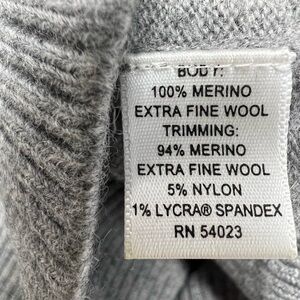 BODY:
100% MERINO
EXTRA FINE WOOL
TRIMMING:
94% MERINO
EXTRA FINE WOOL
5% NYLON
1% LYCRA® SPANDEX
RN 54023